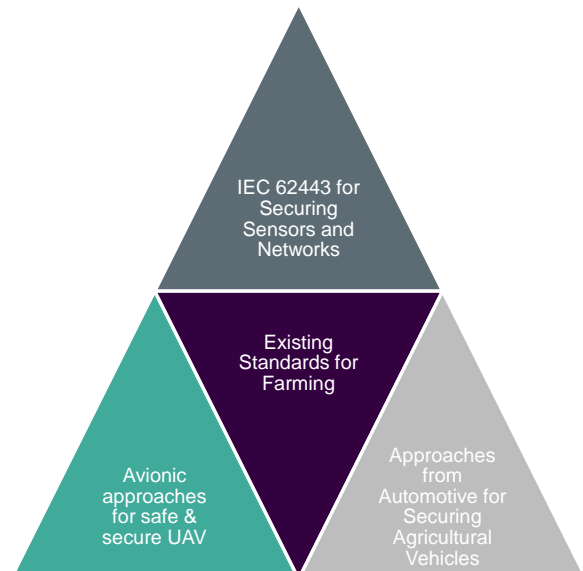 IEC 62443 for
Securing
Sensors and
Networks
Existing
Standards for
Farming
Avionic
approaches
for safe &
secure UAV
Approaches
from
Automotive for
Securing
Agricultural
Vehicles